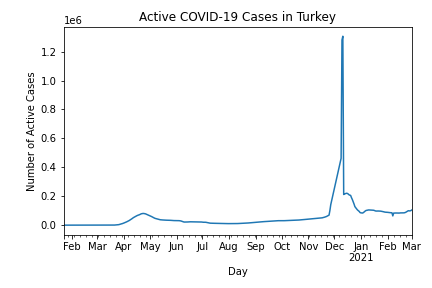 Active COVID-19 Cases in Turkey
1e6
1.2
1.0
0.8
0.6
0.4
0.2
0.0
Number of Active Cases
Feb Mar Apr May Jun Jul Aug Sep Oct Nov Dec Jan Feb Mar
2021
Day